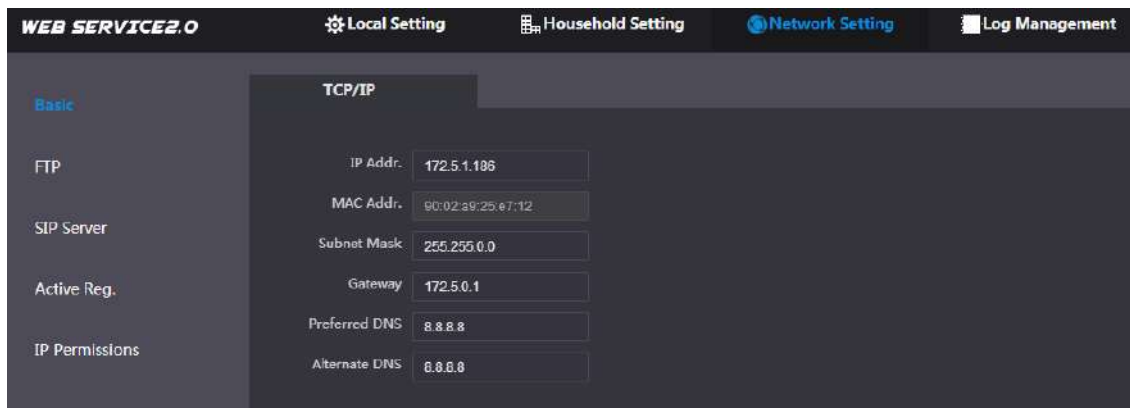 WEB SERVICE2.0 Local Setting Household Setting Network Setting Log Management
Basic
TCP/IP
FTP
SIP Server
Active Reg.
IP Permissions
IP Addr. 172.5.1.186
MAC Addr. 90:02:a9:25:e7:12
Subnet Mask 255.255.0.0
Gateway 172.5.0.1
Preferred DNS 8.8.8.8
Alternate DNS 8.8.8.8